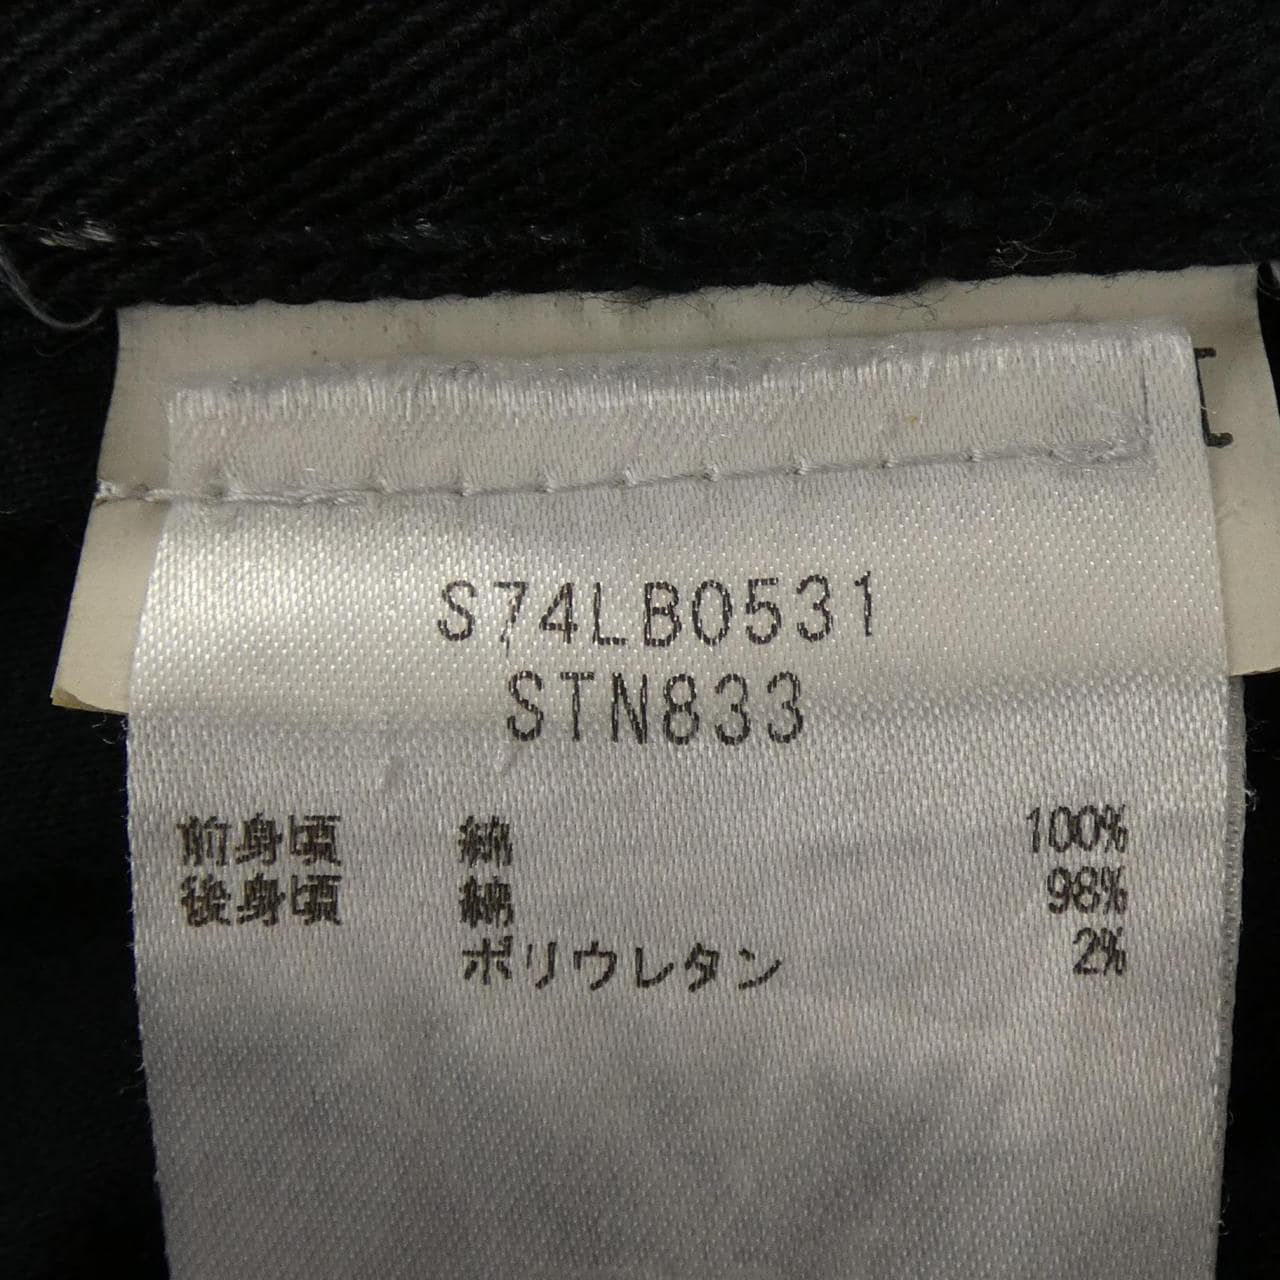 S74LB0531
STN833
前身頃 綿 100%
後身頃 綿 98%
ポリウレタン 2%